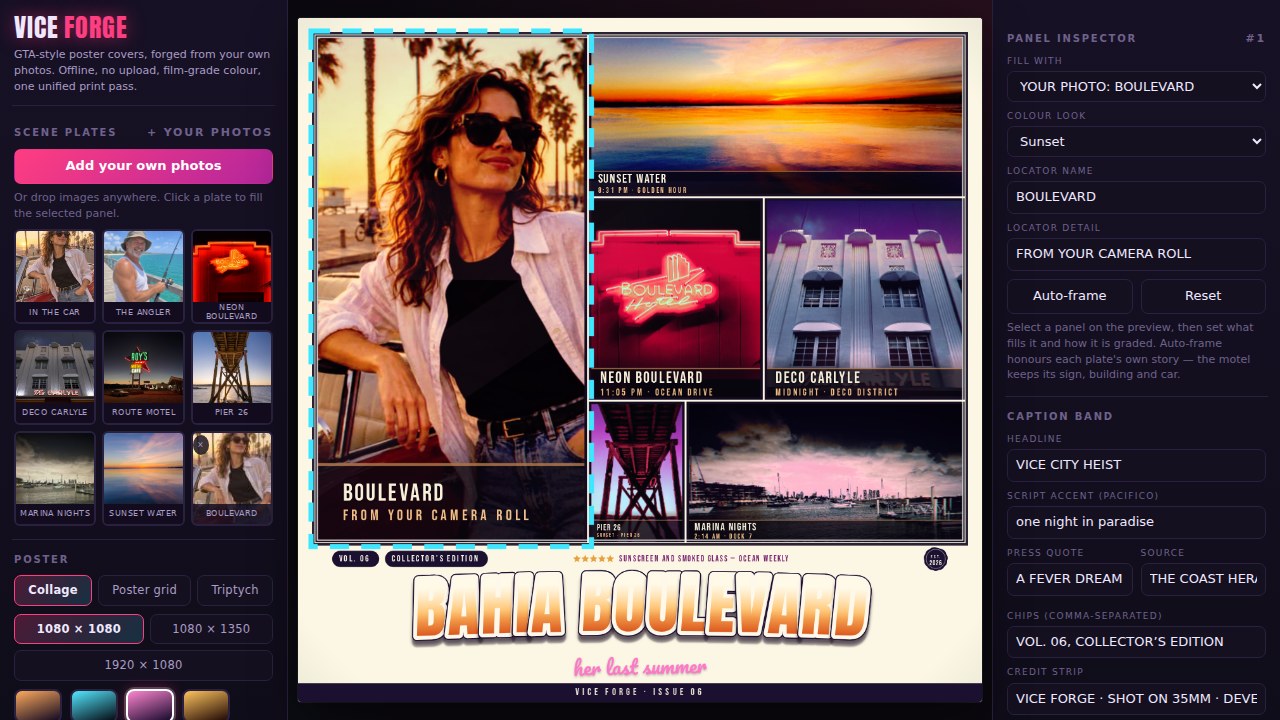 VICE FORGE
GTA-style poster covers, forged from your own
photos. Offline, no upload, film-grade colour,
one unified print pass.
SCENE PLATES
+ YOUR PHOTOS
Add your own photos
Or drop images anywhere. Click a plate to fill
the selected panel.
IN THE CAR
THE ANGLER
NEON
BOULEVARD
DECO CARLYLE
ROUTE MOTEL
PIER 26
MARINA NIGHTS
SUNSET WATER
×
BOULEVARD
POSTER
Collage
Poster grid
Triptych
1080 × 1080
1080 × 1350
1920 × 1080
SUNSET WATER
8:31 PM · GOLDEN HOUR
BOULEVARD
Hotel
NEON BOULEVARD
11:05 PM · OCEAN DRIVE
DECO CARLYLE
MIDNIGHT · DECO DISTRICT
BOULEVARD
FROM YOUR CAMERA ROLL
PIER 26
SUNSET · PIER 26
MARINA NIGHTS
2:14 AM · DOCK 7
VOL. 06
COLLECTOR'S EDITION
★★★★★ SUNSCREEN AND SMOKED GLASS — OCEAN WEEKLY
EST
2026
BAHIA BOULEVARD
her last summer
VICE FORGE · ISSUE 06
PANEL INSPECTOR
#1
FILL WITH
YOUR PHOTO: BOULEVARD
COLOUR LOOK
Sunset
LOCATOR NAME
BOULEVARD
LOCATOR DETAIL
FROM YOUR CAMERA ROLL
Auto-frame
Reset
Select a panel on the preview, then set what
fills it and how it is graded. Auto-frame
honours each plate's own story — the motel
keeps its sign, building and car.
CAPTION BAND
HEADLINE
VICE CITY HEIST
SCRIPT ACCENT (PACIFICO)
one night in paradise
PRESS QUOTE
SOURCE
A FEVER DREAM
THE COAST HERA
CHIPS (COMMA-SEPARATED)
VOL. 06, COLLECTOR'S EDITION
CREDIT STRIP
VICE FORGE · SHOT ON 35MM · DEVE